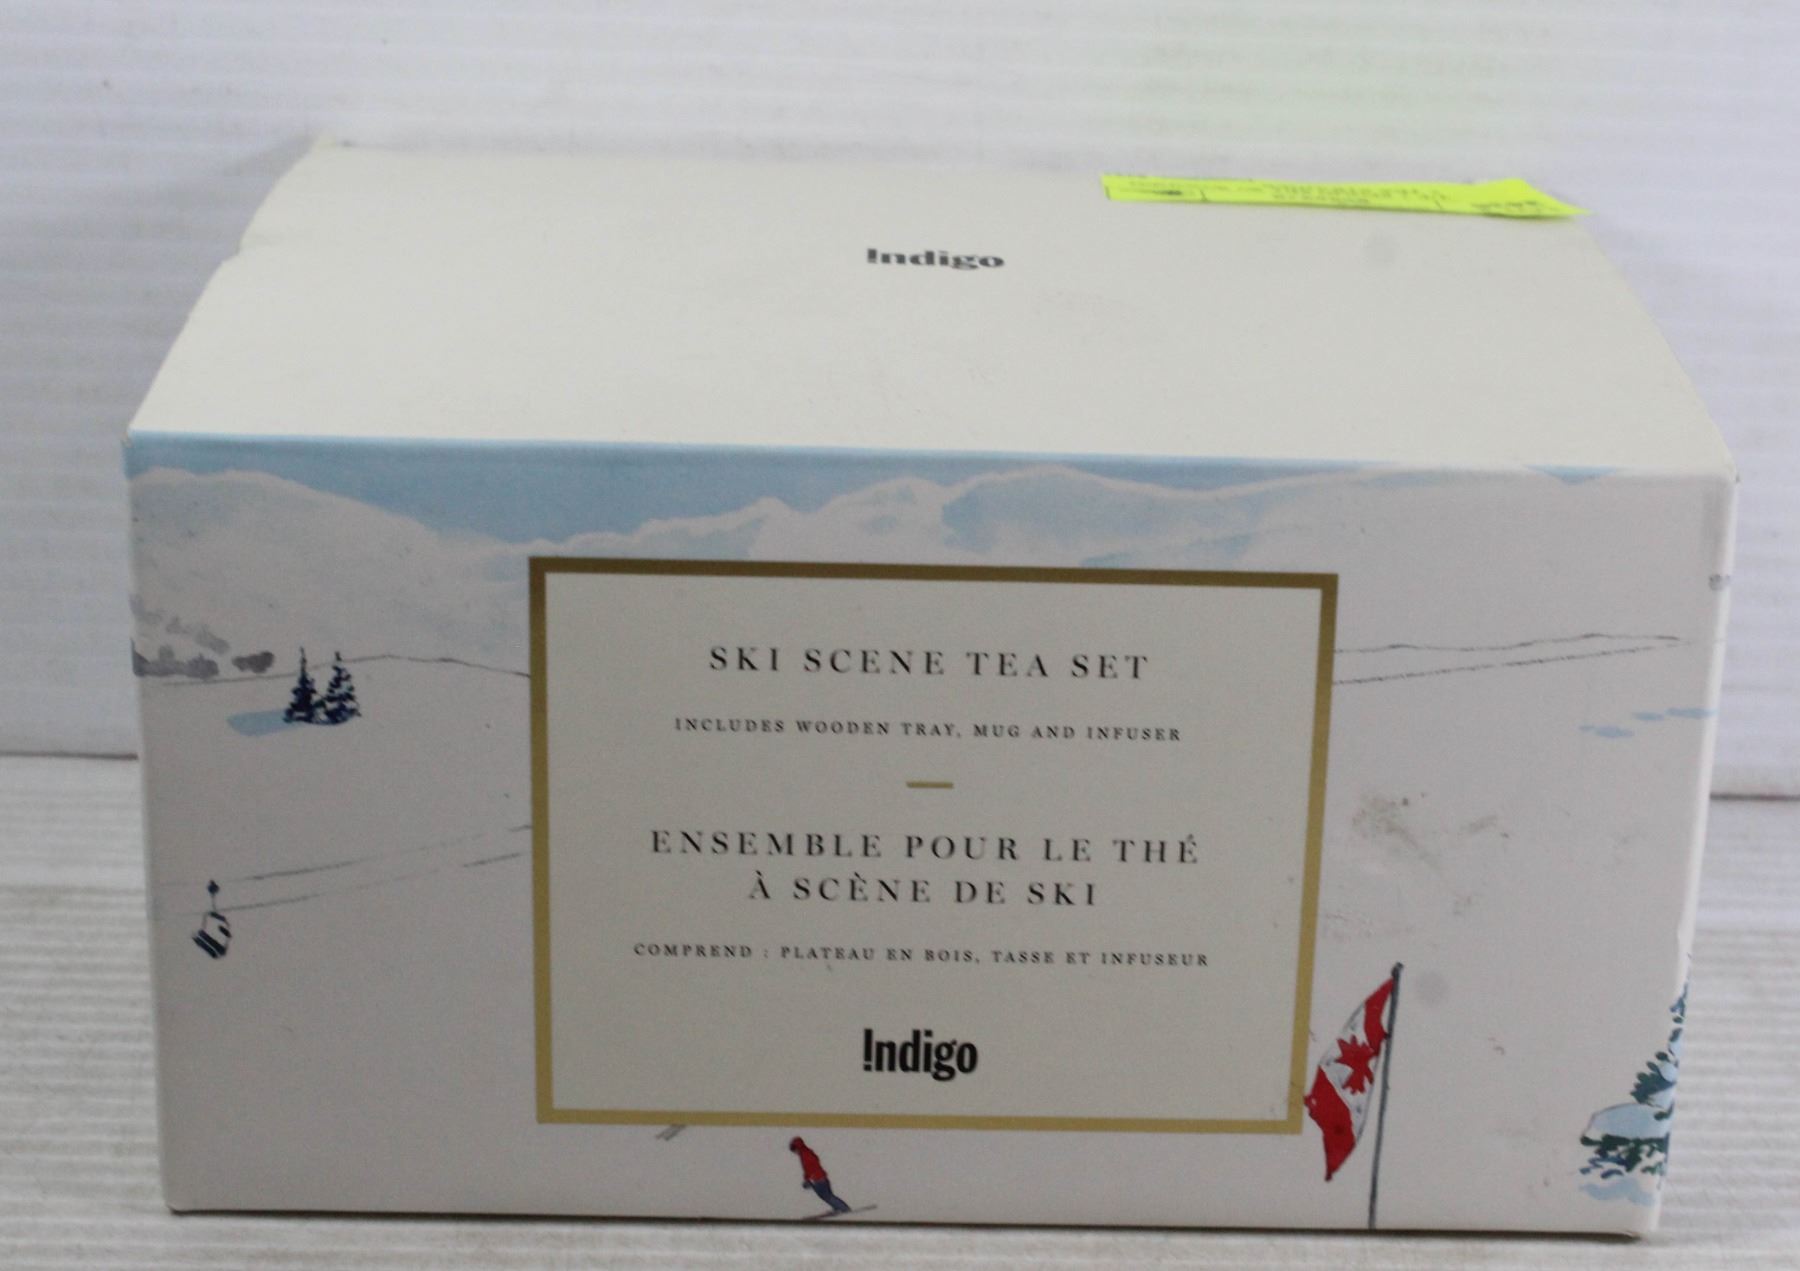 Indigo
SKI SCENE TEA SET
INCLUDES WOODEN TRAY, MUG AND INFUSER
ENSEMBLE POUR LE THÉ
À SCÈNE DE SKI
COMPREND : PLATEAU EN BOIS, TASSE ET INFUSEUR
Indigo